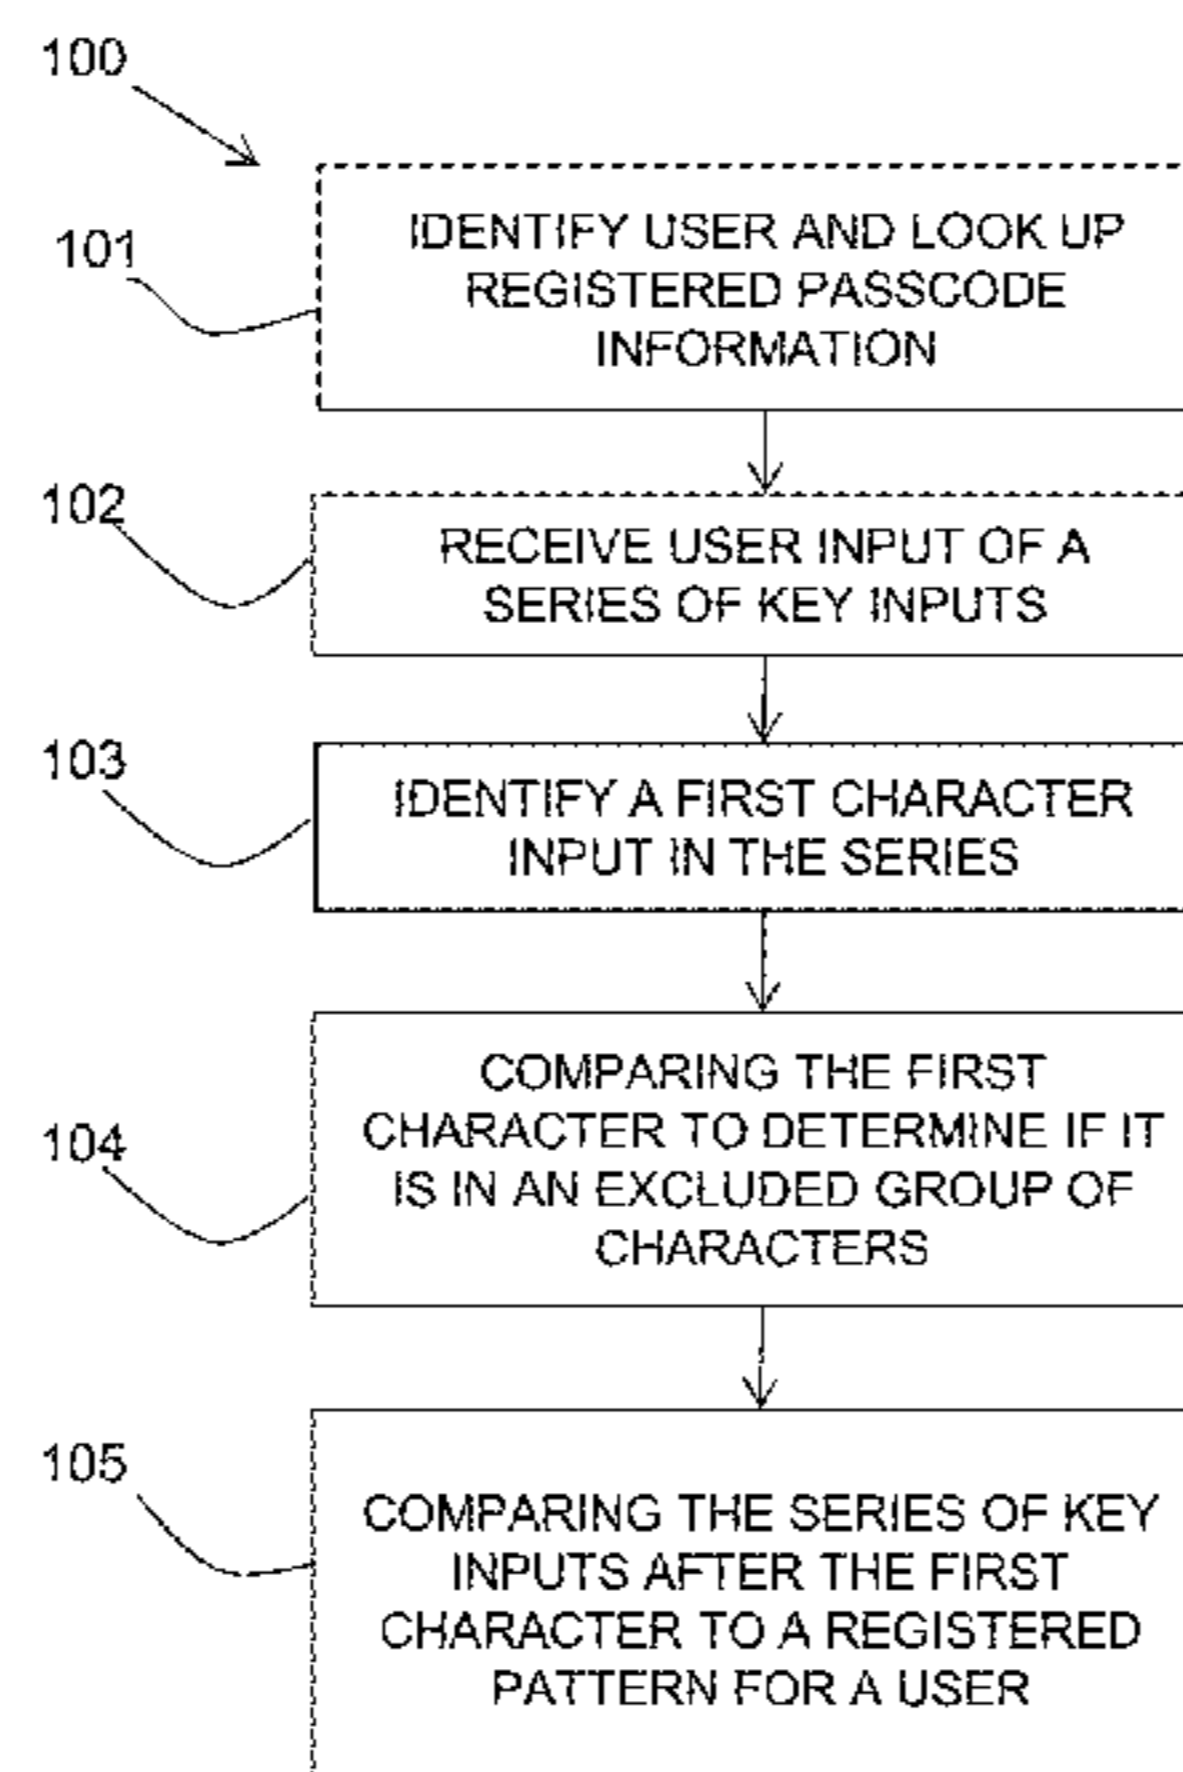 100
101
IDENTIFY USER AND LOOK UP
REGISTERED PASSCODE
INFORMATION
102
RECEIVE USER INPUT OF A
SERIES OF KEY INPUTS
103
IDENTIFY A FIRST CHARACTER
INPUT IN THE SERIES
104
COMPARING THE FIRST
CHARACTER TO DETERMINE IF IT
IS IN AN EXCLUDED GROUP OF
CHARACTERS
105
COMPARING THE SERIES OF KEY
INPUTS AFTER THE FIRST
CHARACTER TO A REGISTERED
PATTERN FOR A USER